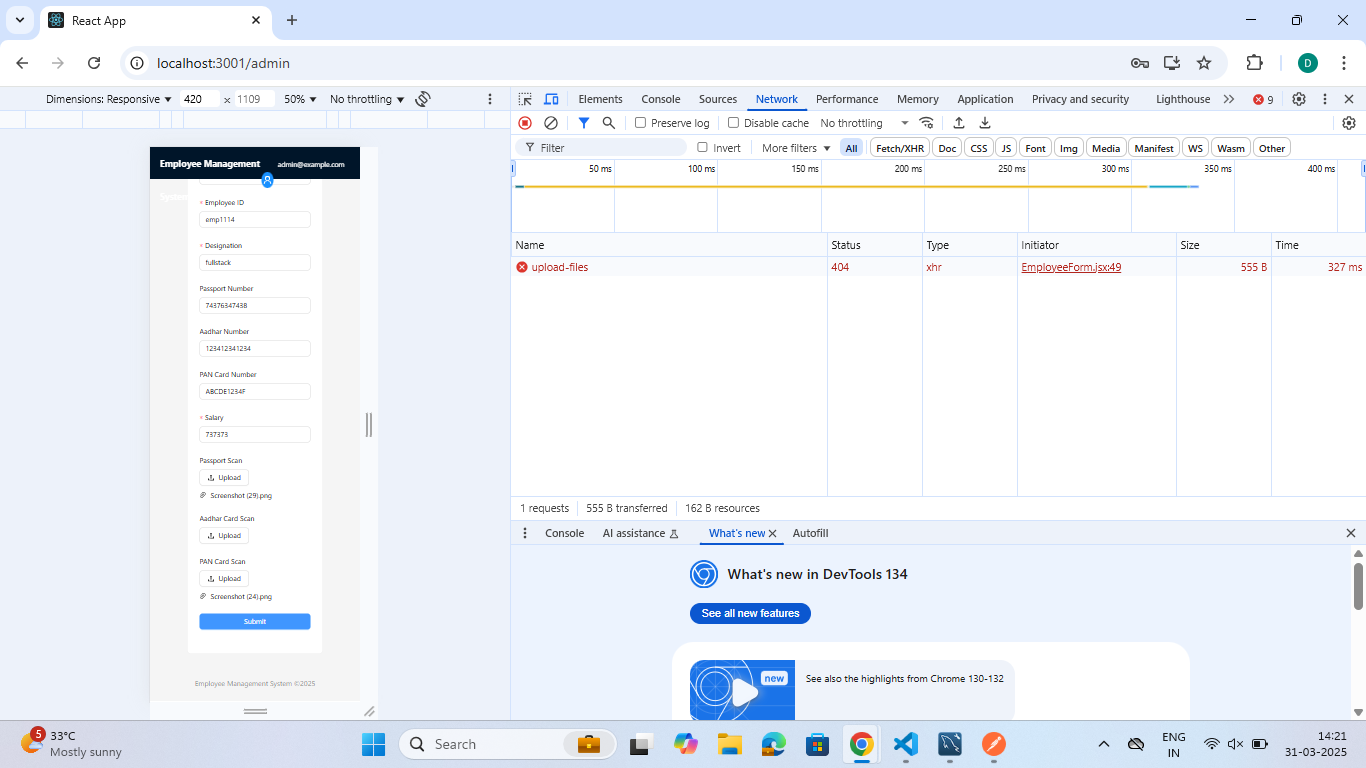 React App
localhost:3001/admin
D
Dimensions: Responsive 420 × 1109 50% No throttling
Elements Console Sources Network Performance Memory Application Privacy and security Lighthouse 9
Preserve log Disable cache No throttling
Filter Invert More filters All Fetch/XHR Doc CSS JS Font Img Media Manifest WS Wasm Other
50 ms 100 ms 150 ms 200 ms 250 ms 300 ms 350 ms 400 ms
Name Status Type Initiator Size Time
upload-files 404 xhr EmployeeForm.jsx:49 555 B 327 ms
1 requests 555 B transferred 162 B resources
Console AI assistance What's new Autofill
What's new in DevTools 134
See all new features
new
See also the highlights from Chrome 130-132
Employee Management admin@example.com
System
* Employee ID
emp1114
* Designation
fullstack
Passport Number
74376347438
Aadhar Number
123412341234
PAN Card Number
ABCDE1234F
* Salary
737373
Passport Scan
Upload
Screenshot (29).png
Aadhar Card Scan
Upload
PAN Card Scan
Upload
Screenshot (24).png
Submit
Employee Management System ©2025
5
33°C
Mostly sunny
Search
ENG
IN
14:21
31-03-2025